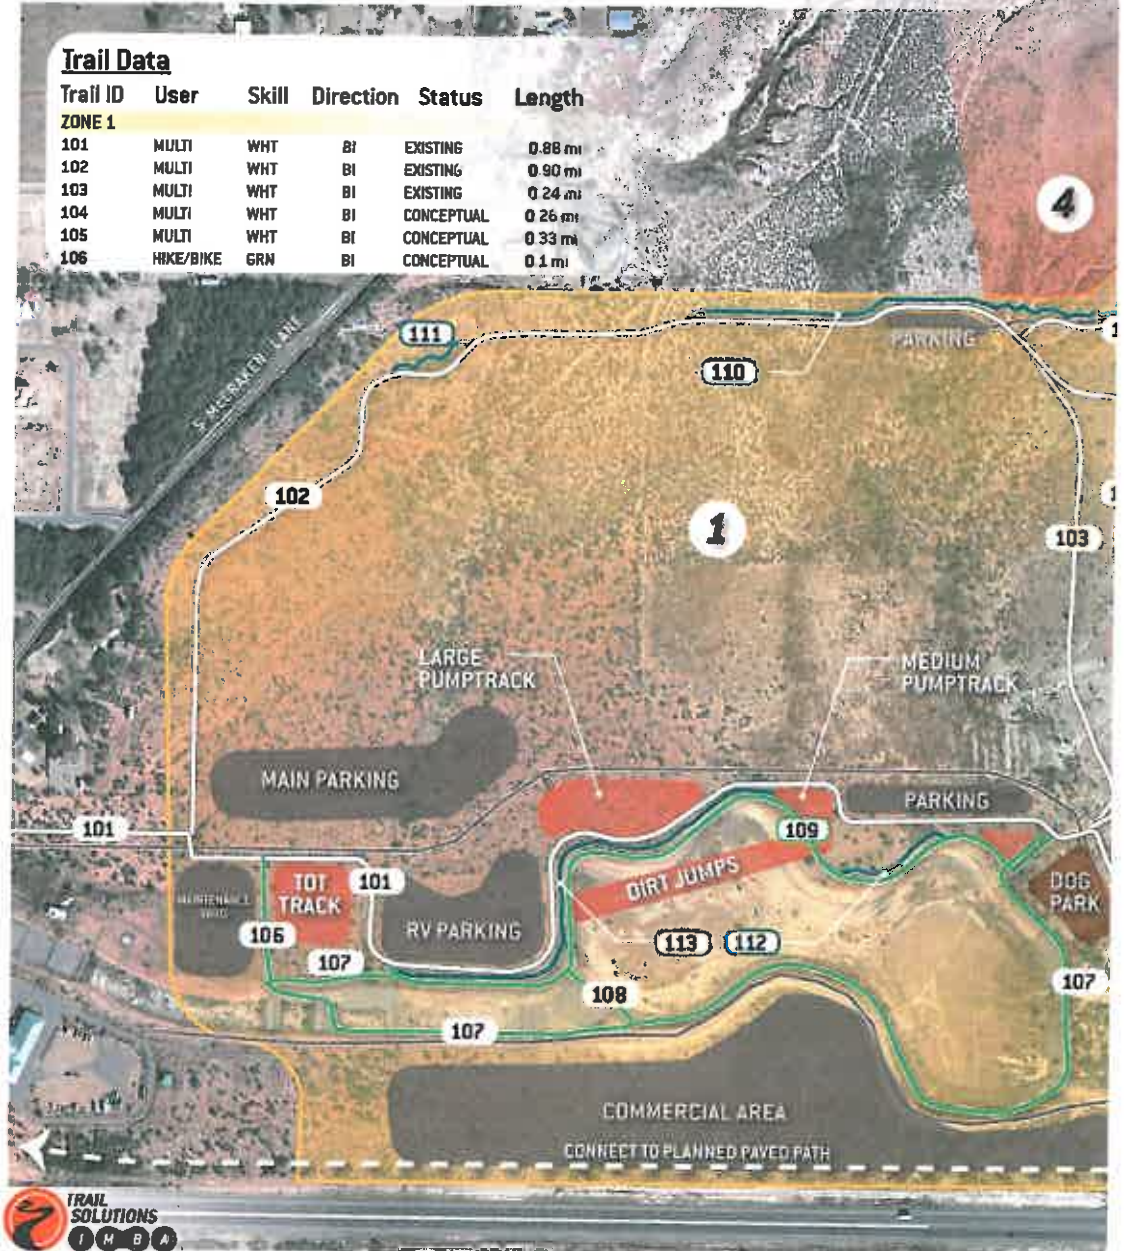 Trail Data
Trail ID User Skill Direction Status Length
ZONE 1
101 MULTI WHT BI EXISTING 0.88 mi
102 MULTI WHT BI EXISTING 0.90 mi
103 MULTI WHT BI EXISTING 0 24 mi
104 MULTI WHT BI CONCEPTUAL 0 26 mi
105 MULTI WHT BI CONCEPTUAL 0 33 mi
106 HIKE/BIKE GRN BI CONCEPTUAL 0 1 mi
4
111
PARKING
110
LANE
102
1
103
LARGE
PUMPTRACK
MEDIUM
PUMPTRACK
MAIN PARKING
PARKING
101
109
TOT
TRACK
101
DIRT JUMPS
DOG
PARK
MAINTENANCE
106
RV PARKING
113
112
107
107
108
107
COMMERCIAL AREA
CONNECT TO PLANNED PAVED PATH
TRAIL
SOLUTIONS
IMBA